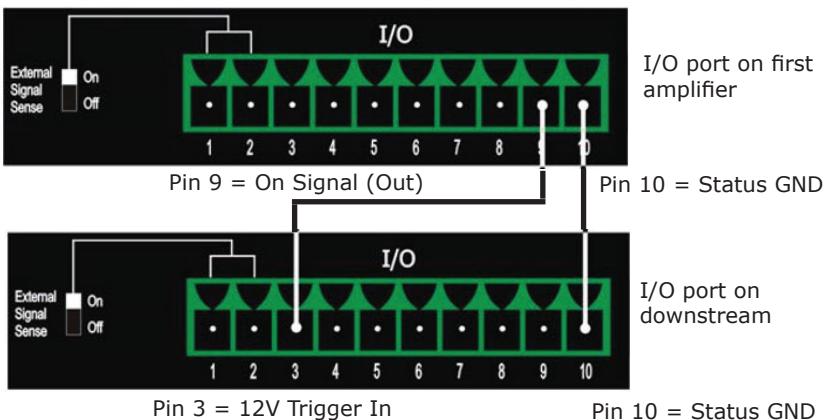 I/O
External
Signal
Sense
On
Off
1 2 3 4 5 6 7 8 9 10
I/O port on first
amplifier
Pin 9 = On Signal (Out)
Pin 10 = Status GND
I/O
External
Signal
Sense
On
Off
1 2 3 4 5 6 7 8 9 10
I/O port on
downstream
Pin 3 = 12V Trigger In
Pin 10 = Status GND